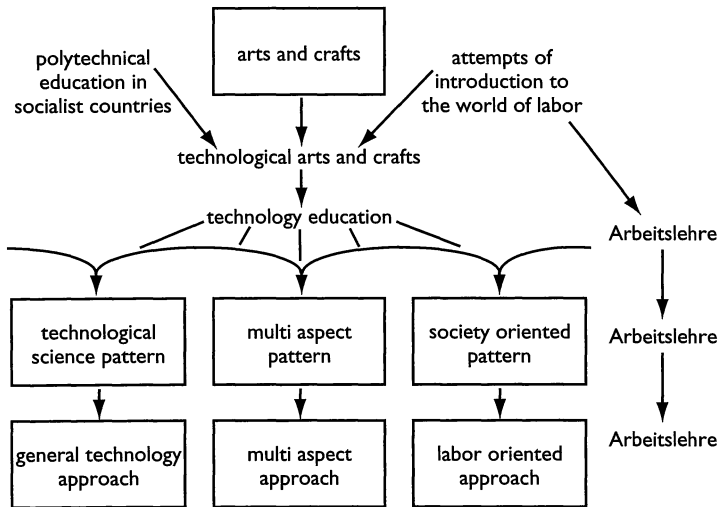 polytechnical
education in
socialist countries
arts and crafts
attempts of
introduction to
the world of labor
technological arts and crafts
technology education
Arbeitslehre
technological
science pattern
multi aspect
pattern
society oriented
pattern
Arbeitslehre
general technology
approach
multi aspect
approach
labor oriented
approach
Arbeitslehre